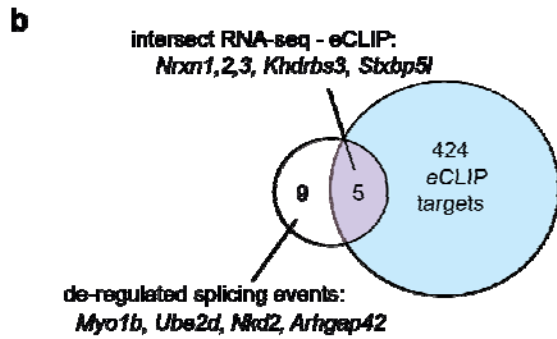 b
intersect RNA-seq - eCLIP:
Nrxn1,2,3, Khdrbs3, Stxbp5l
424
eCLIP
targets
9
5
de-regulated splicing events:
Myo1b, Ube2d, Nkd2, Arhgap42